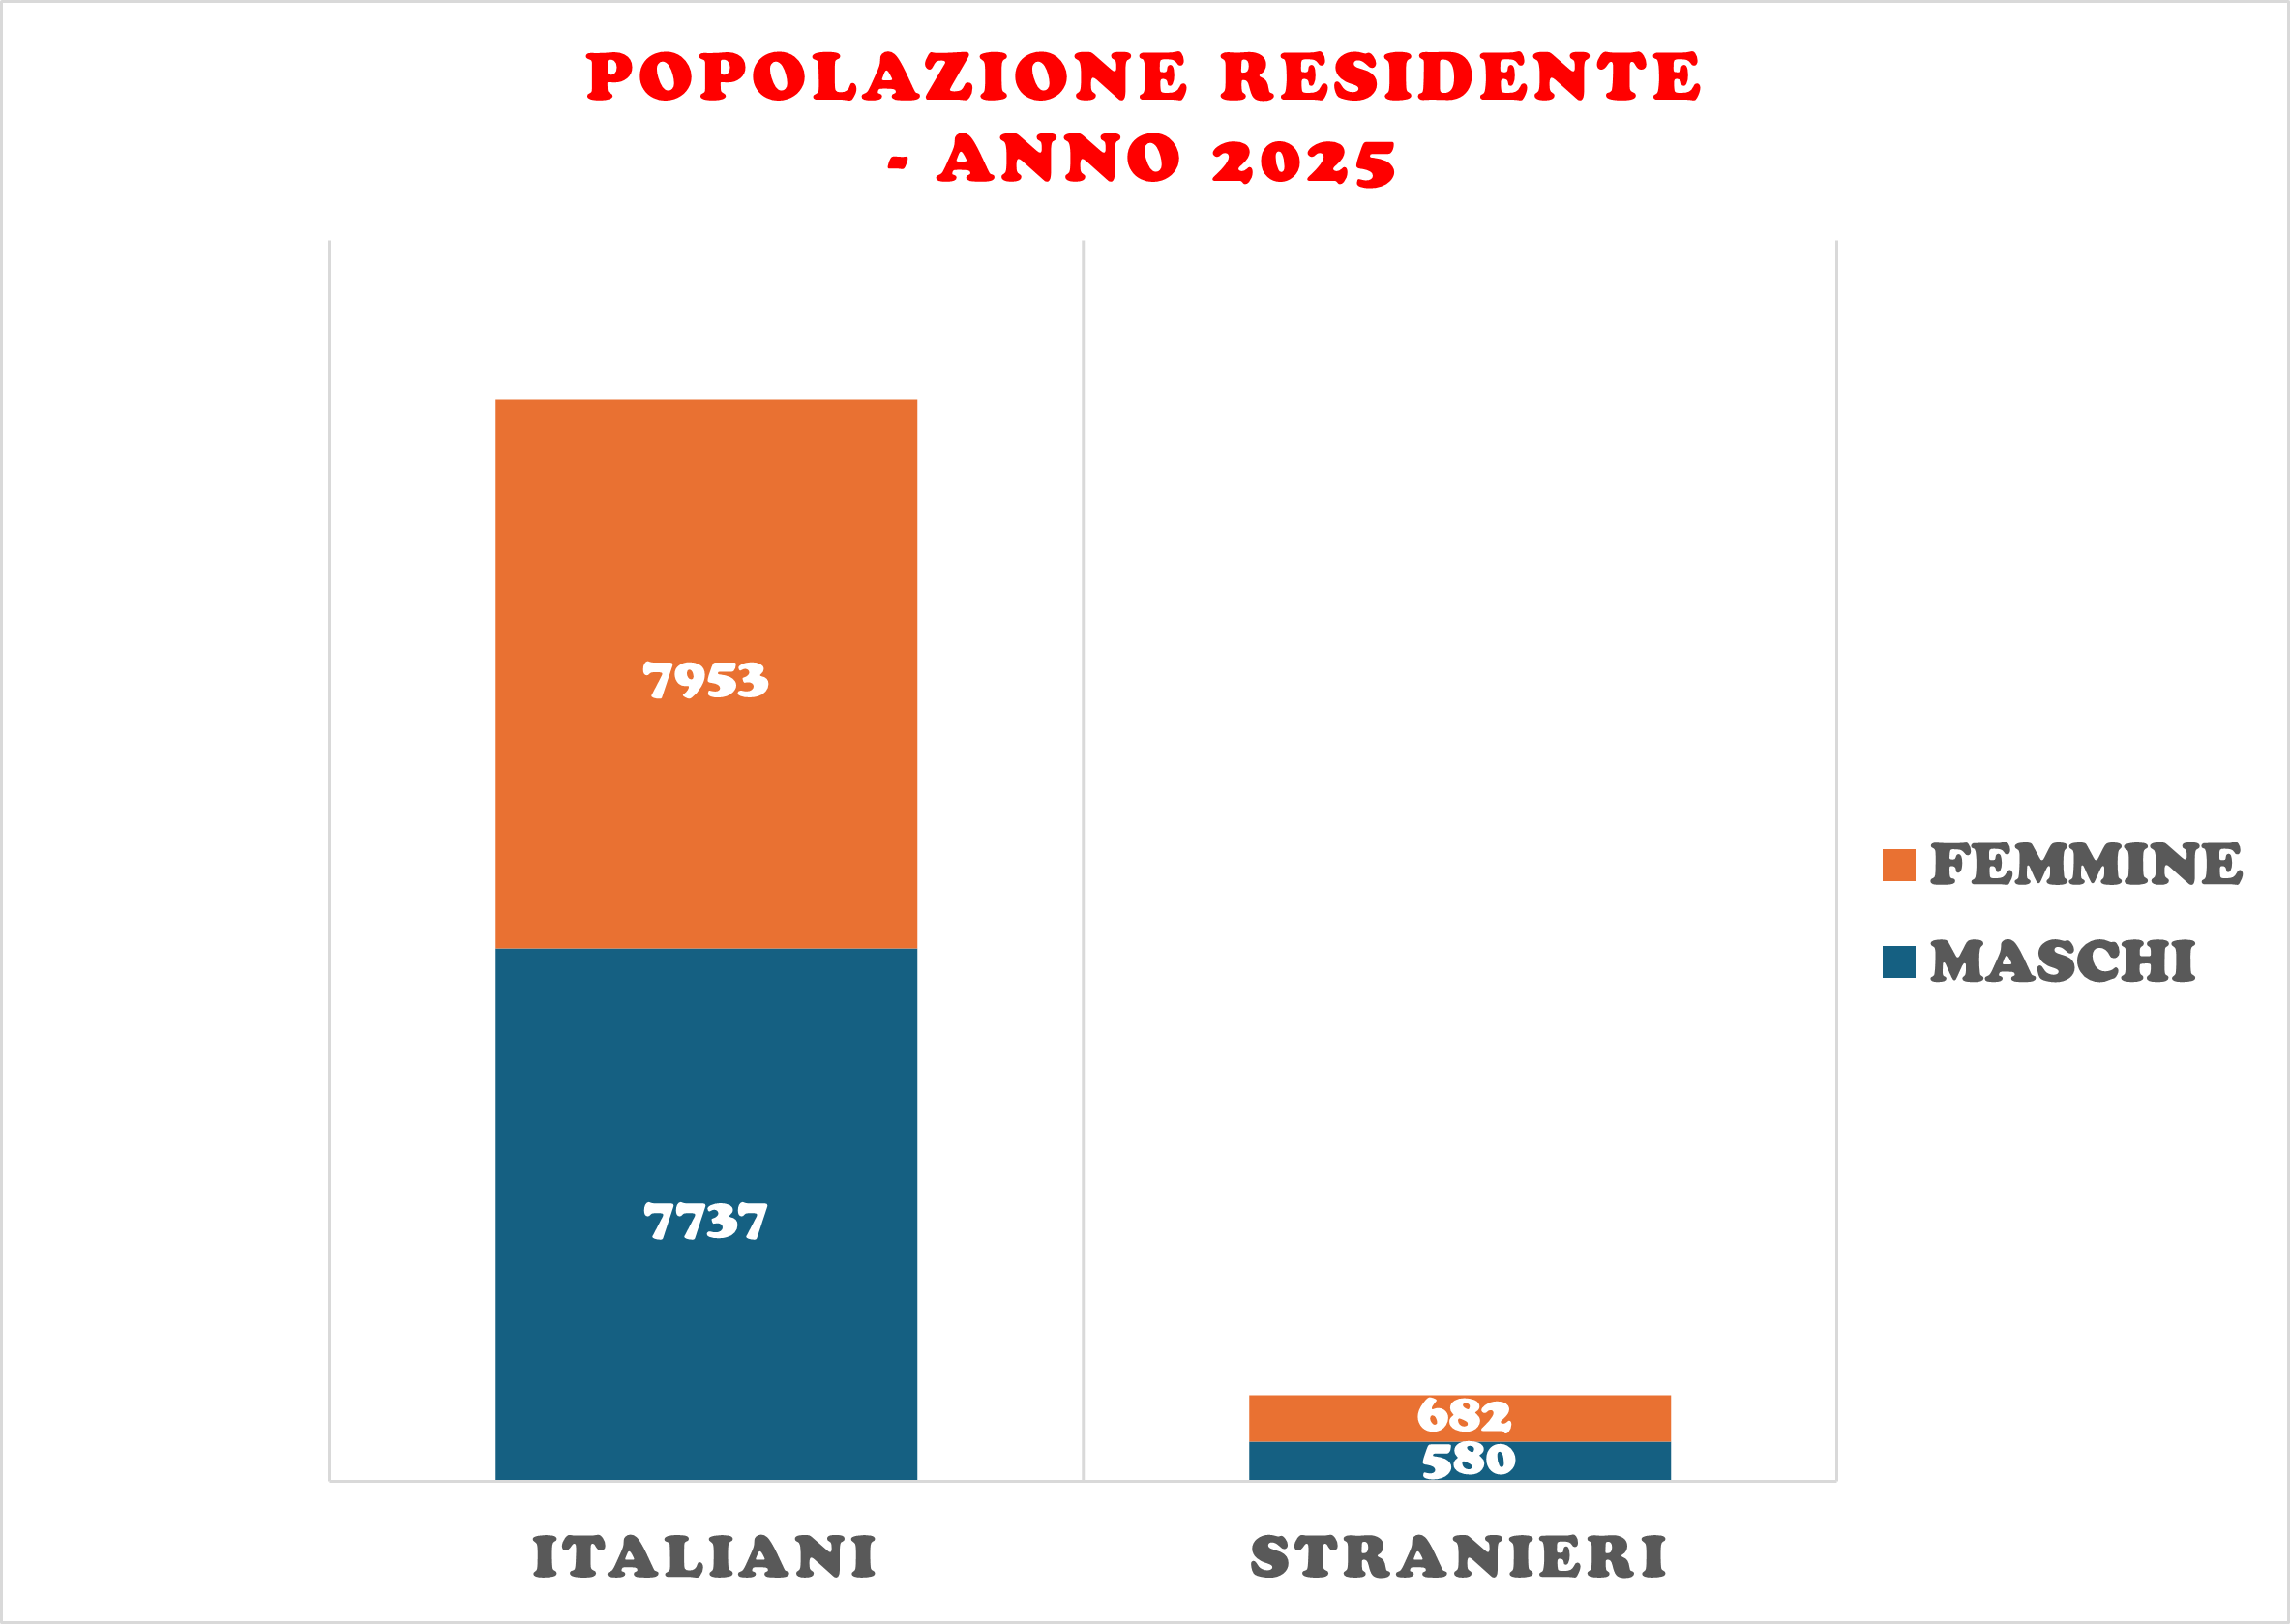 POPOLAZIONE RESIDENTE
- ANNO 2025
7953
7737
682
580
FEMMINE
MASCHI
ITALIANI
STRANIERI